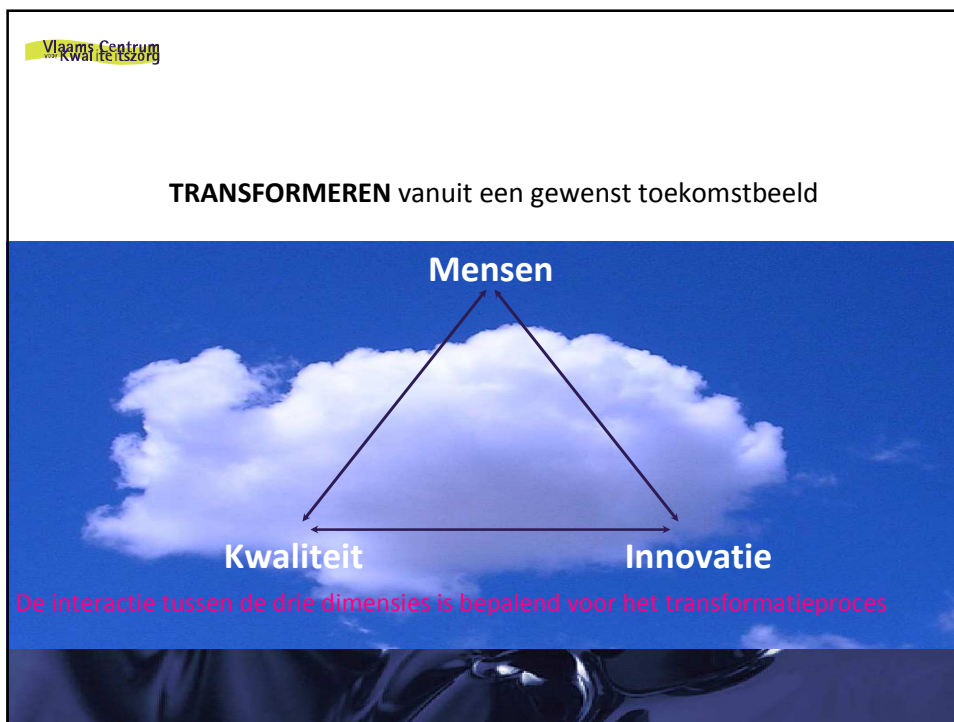 Vlaams Centrum
voor Kwaliteitszorg
TRANSFORMEREN vanuit een gewenst toekomstbeeld
Mensen
Kwaliteit Innovatie
De interactie tussen de drie dimensies is bepalend voor het transformatieproces